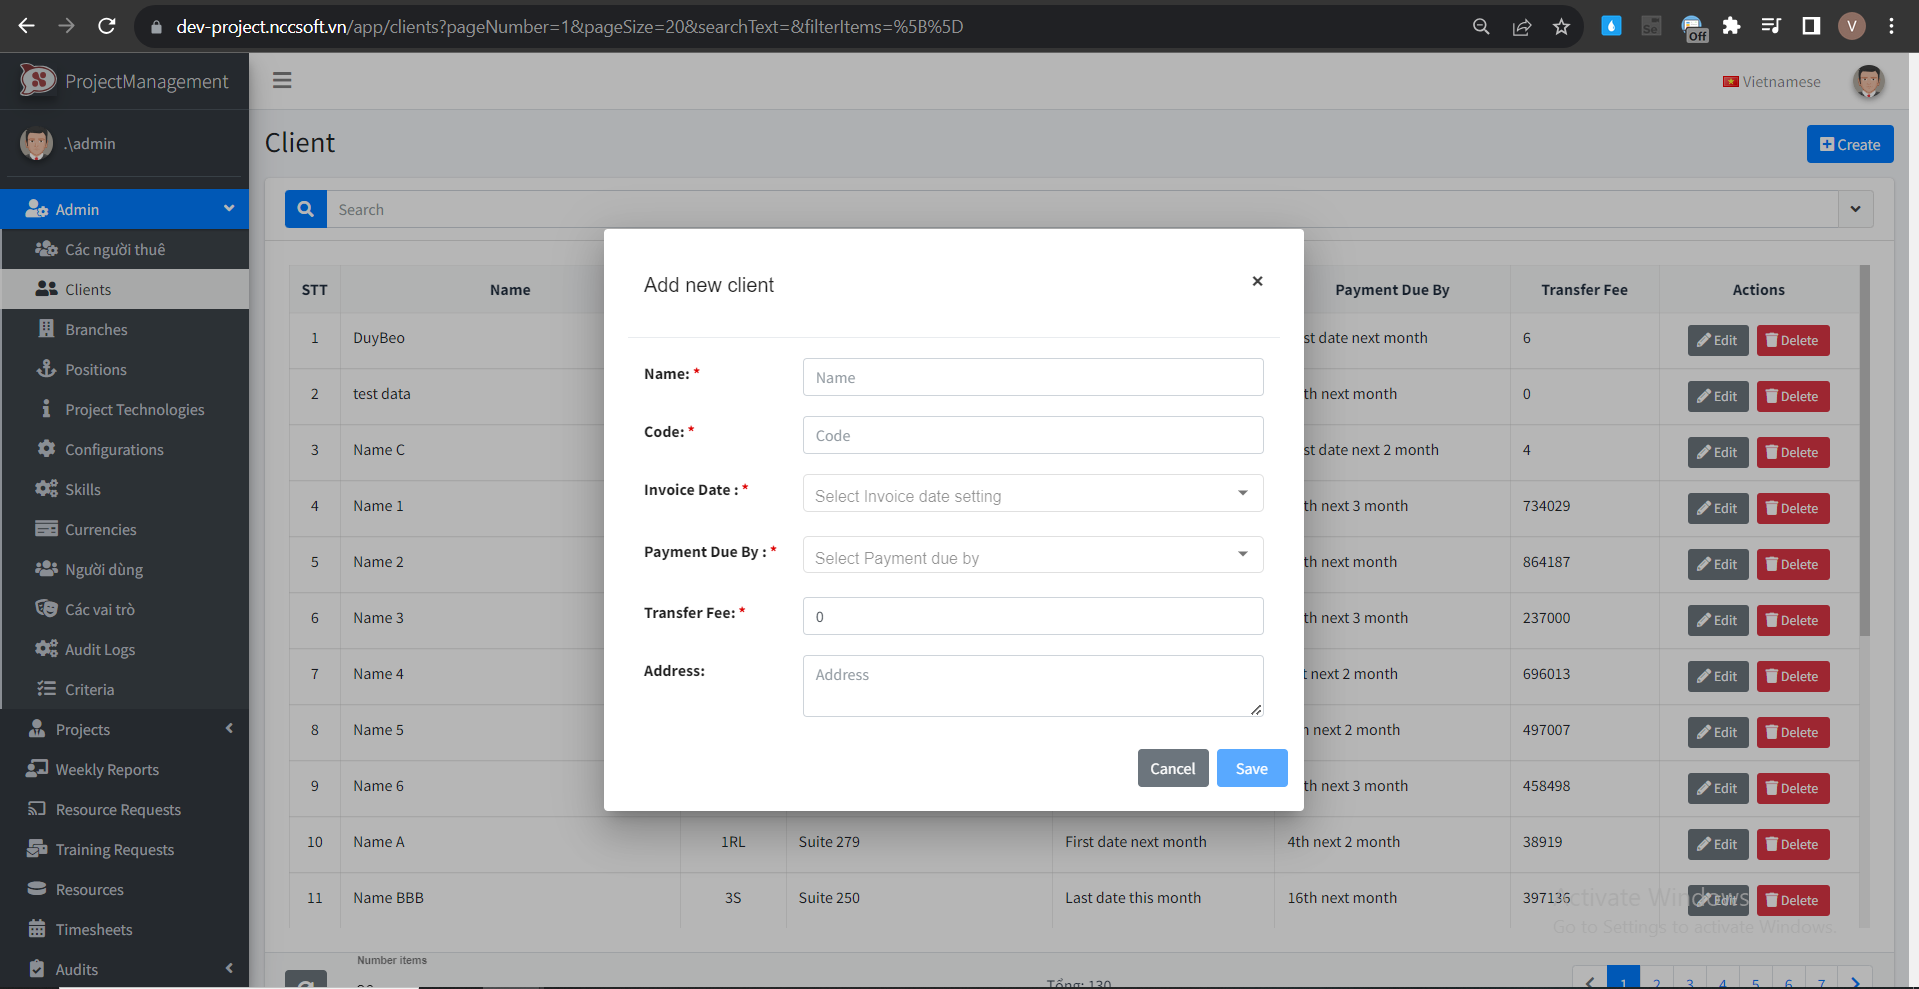 dev-project.nccsoft.vn/app/clients?pageNumber=1&pageSize=20&searchText=&filterItems=%5B%5D
Se
Off
V
ProjectManagement
Vietnamese
.\admin
Client
Create
Admin
Search
Các người thuê
Clients
Branches
Positions
Project Technologies
Configurations
Skills
Currencies
Người dùng
Các vai trò
Audit Logs
Criteria
Projects
Weekly Reports
Resource Requests
Training Requests
Resources
Timesheets
Audits
STT Name Payment Due By Transfer Fee Actions
1 DuyBeo st date next month 6 Edit Delete
2 test data th next month 0 Edit Delete
3 Name C st date next 2 month 4 Edit Delete
4 Name 1 th next 3 month 734029 Edit Delete
5 Name 2 th next month 864187 Edit Delete
6 Name 3 th next 3 month 237000 Edit Delete
7 Name 4 t next 2 month 696013 Edit Delete
8 Name 5 n next 2 month 497007 Edit Delete
9 Name 6 th next 3 month 458498 Edit Delete
10 Name A 1RL Suite 279 First date next month 4th next 2 month 38919 Edit Delete
11 Name BBB 3S Suite 250 Last date this month 16th next month 397136 Edit Delete
Add new client ×
Name: * Name
Code: * Code
Invoice Date : * Select Invoice date setting
Payment Due By : * Select Payment due by
Transfer Fee: * 0
Address: Address
Cancel Save
Activate Windows
Go to Settings to activate Windows.
Number items
Tổng: 130
1 2 3 4 5 6 7